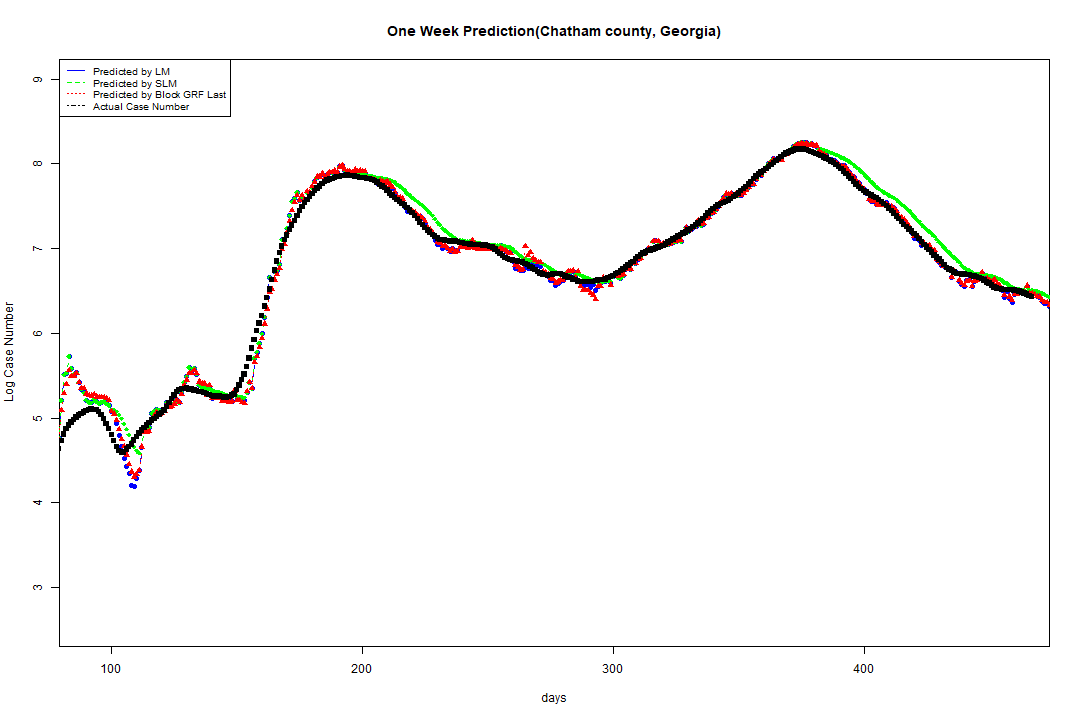 One Week Prediction(Chatham county, Georgia)
Predicted by LM
Predicted by SLM
Predicted by Block GRF Last
Actual Case Number
9
8
7
6
5
4
3
Log Case Number
100 200 300 400
days